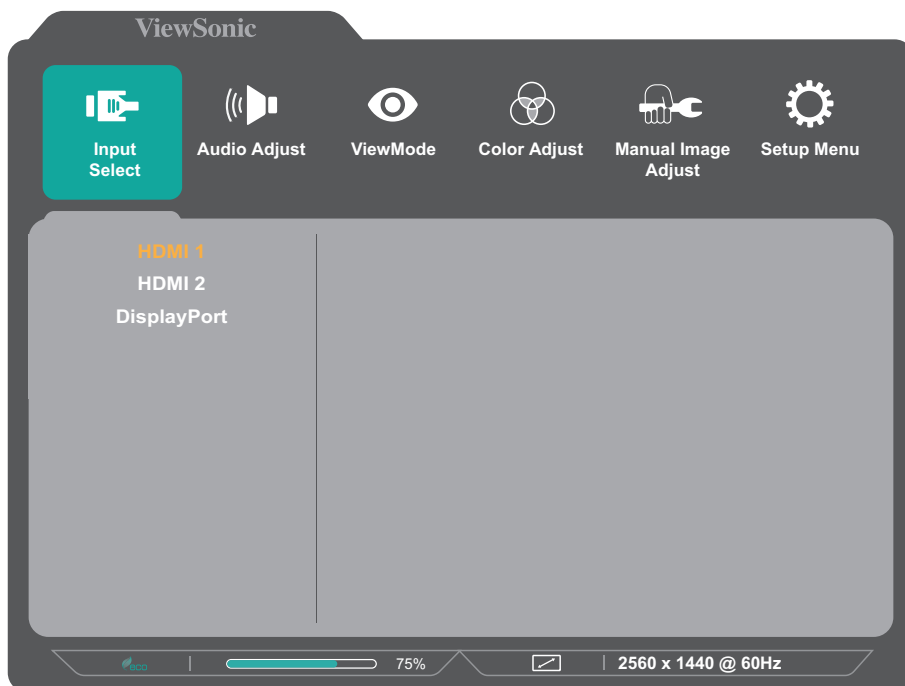 ViewSonic
Input
Select
Audio Adjust
ViewMode
Color Adjust
Manual Image
Adjust
Setup Menu
HDMI 1
HDMI 2
DisplayPort
eco
75%
2560 x 1440 @ 60Hz